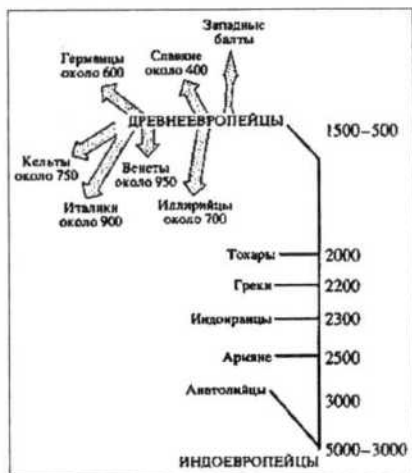 Западные
балты
Германцы
около 600
Славяне
около 400
ДРЕВНЕЕВРОПЕЙЦЫ
1500–500
Кельты
около 750
Венеты
около 950
Италики
около 900
Иллирийцы
около 700
Тохары
2000
Греки
2200
Индоиранцы
2300
Армяне
2500
Анатолийцы
3000
5000–3000
ИНДОЕВРОПЕЙЦЫ